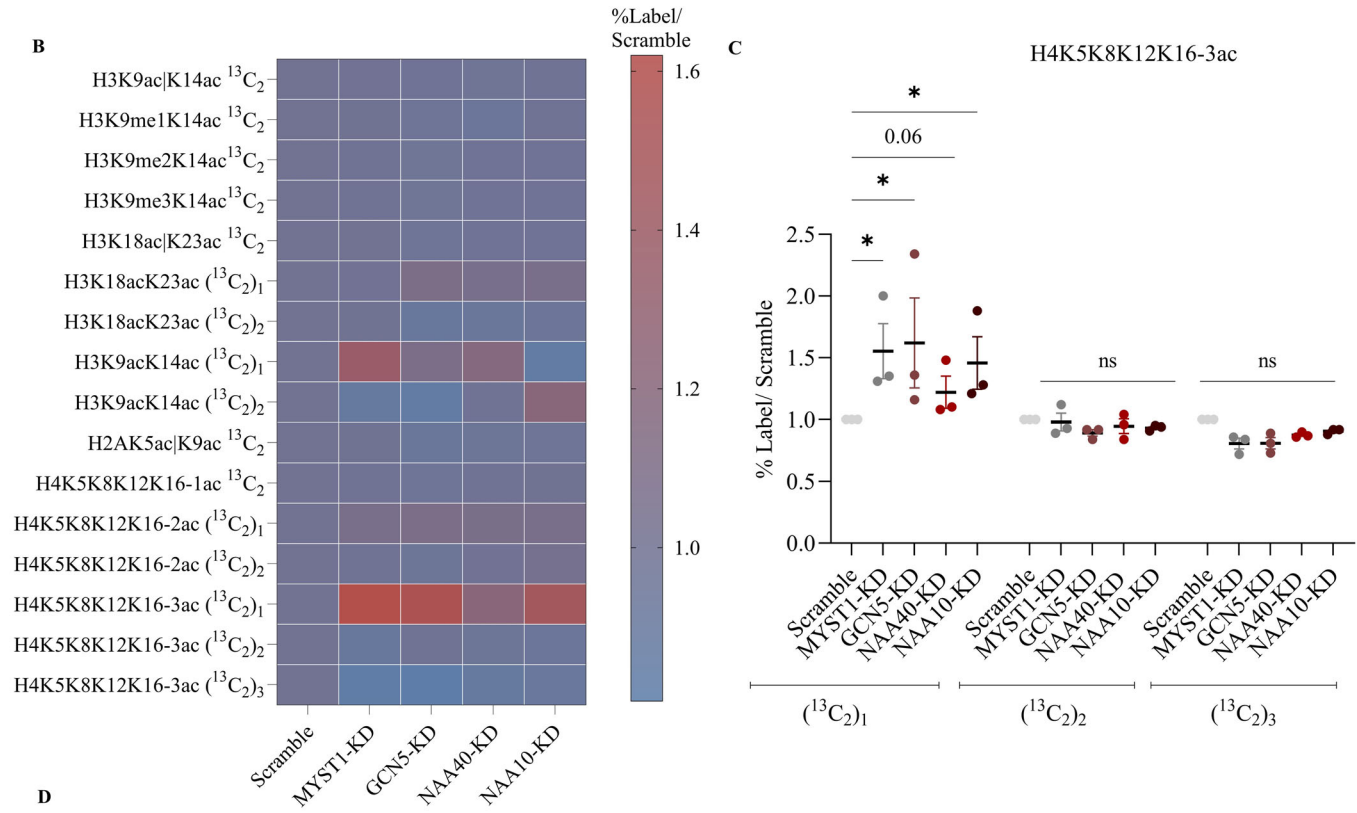 B
%Label/
Scramble
H3K9ac|K14ac ¹³C₂
H3K9me1K14ac ¹³C₂
H3K9me2K14ac¹³C₂
H3K9me3K14ac¹³C₂
H3K18ac|K23ac ¹³C₂
H3K18acK23ac (¹³C₂)₁
H3K18acK23ac (¹³C₂)₂
H3K9acK14ac (¹³C₂)₁
H3K9acK14ac (¹³C₂)₂
H2AK5ac|K9ac ¹³C₂
H4K5K8K12K16-1ac ¹³C₂
H4K5K8K12K16-2ac (¹³C₂)₁
H4K5K8K12K16-2ac (¹³C₂)₂
H4K5K8K12K16-3ac (¹³C₂)₁
H4K5K8K12K16-3ac (¹³C₂)₂
H4K5K8K12K16-3ac (¹³C₂)₃
Scramble
MYST1-KD
GCN5-KD
NAA40-KD
NAA10-KD
1.6
1.4
1.2
1.0
C
H4K5K8K12K16-3ac
*
0.06
*
*
ns
ns
% Label/ Scramble
2.5
2.0
1.5
1.0
0.5
0.0
Scramble
MYST1-KD
GCN5-KD
NAA40-KD
NAA10-KD
Scramble
MYST1-KD
GCN5-KD
NAA40-KD
NAA10-KD
Scramble
MYST1-KD
GCN5-KD
NAA40-KD
NAA10-KD
(¹³C₂)₁
(¹³C₂)₂
(¹³C₂)₃
D